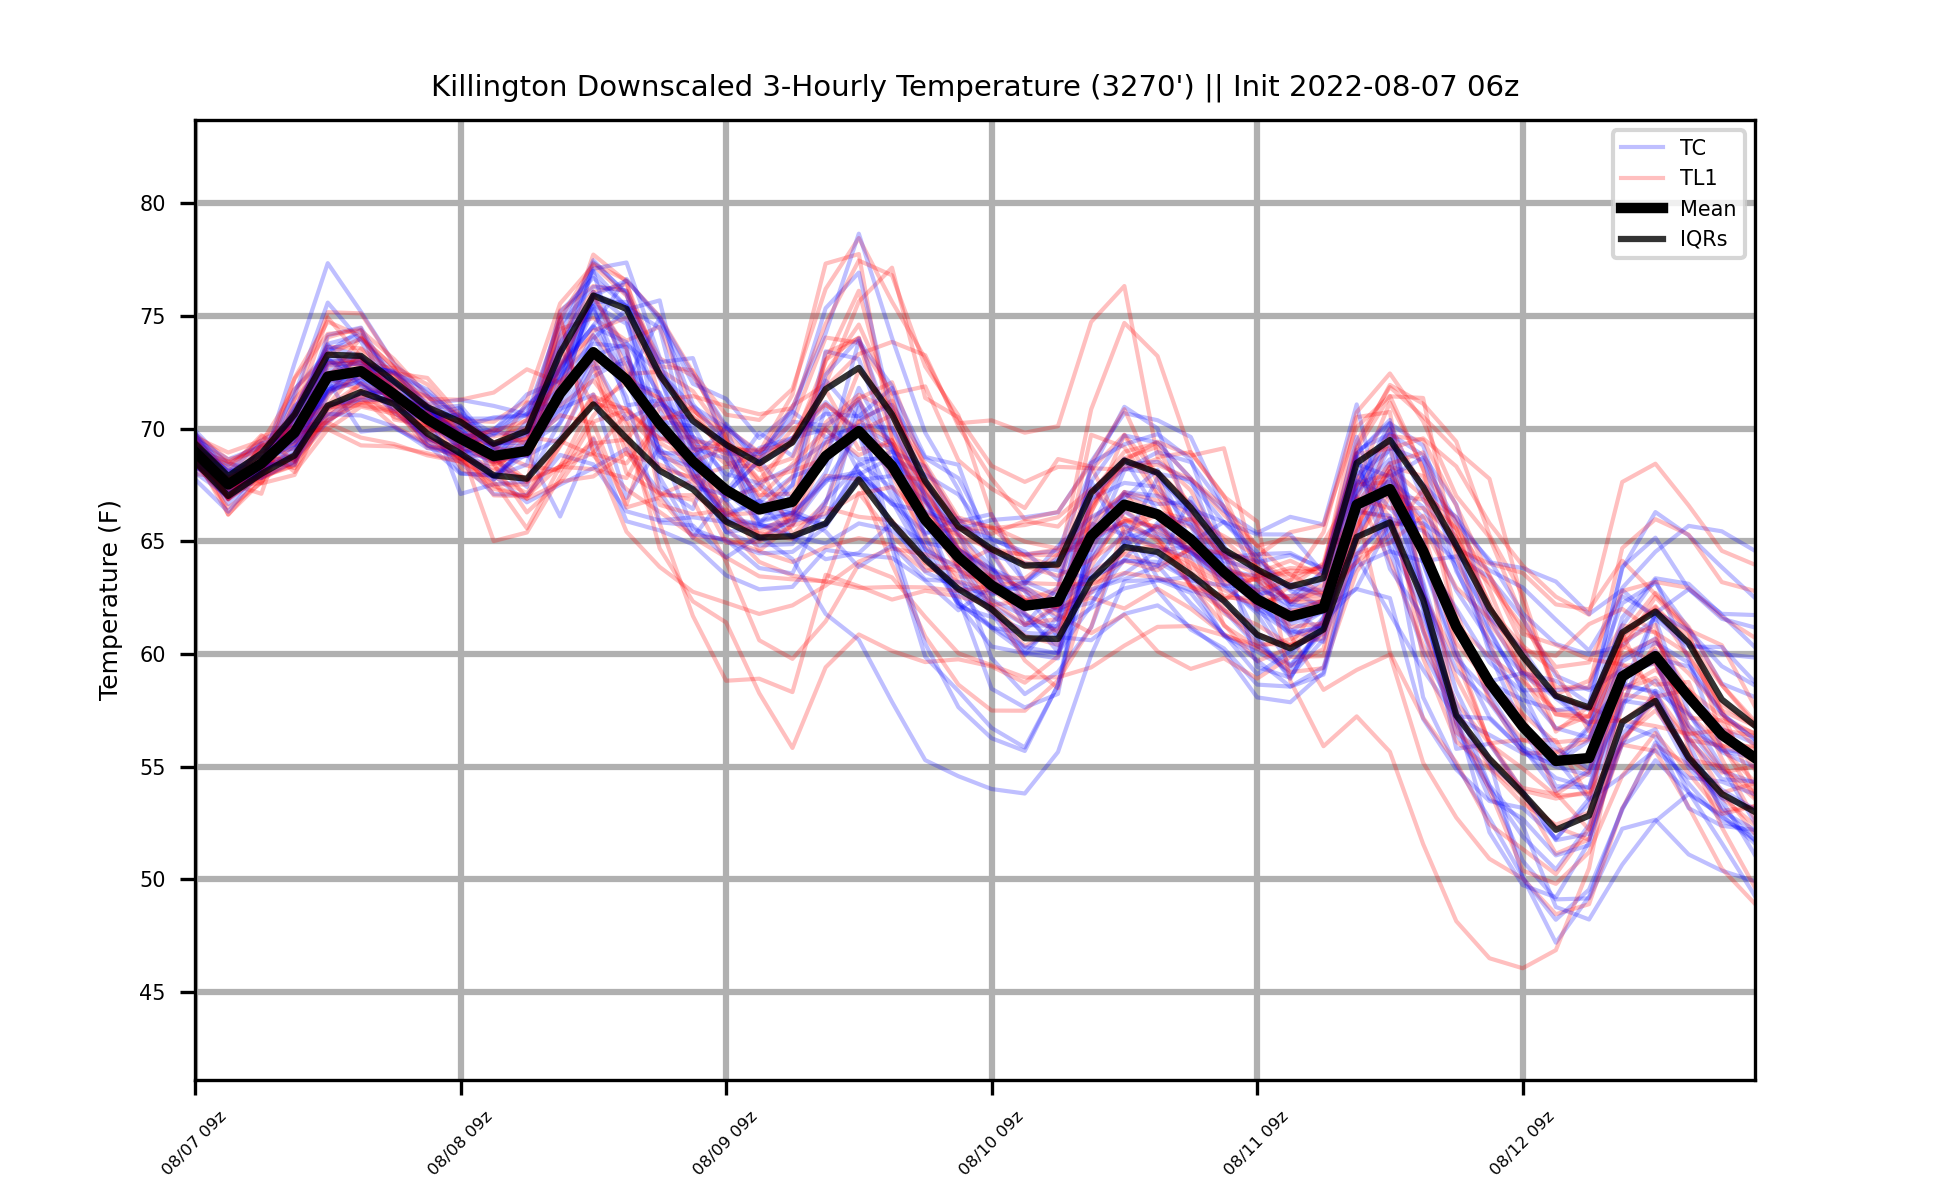 Killington Downscaled 3-Hourly Temperature (3270') || Init 2022-08-07 06z
TC
TL1
Mean
IQRs
Temperature (F)
80
75
70
65
60
55
50
45
08/07 09z
08/08 09z
08/09 09z
08/10 09z
08/11 09z
08/12 09z